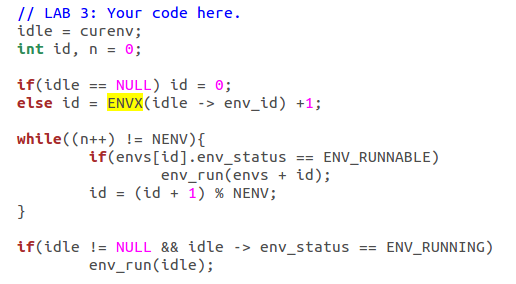 // LAB 3: Your code here.
idle = curenv;
int id, n = 0;
if(idle == NULL) id = 0;
else id = ENVX(idle -> env_id) +1;
while((n++) != NENV){
if(envs[id].env_status == ENV_RUNNABLE)
env_run(envs + id);
id = (id + 1) % NENV;
}
if(idle != NULL && idle -> env_status == ENV_RUNNING)
env_run(idle);